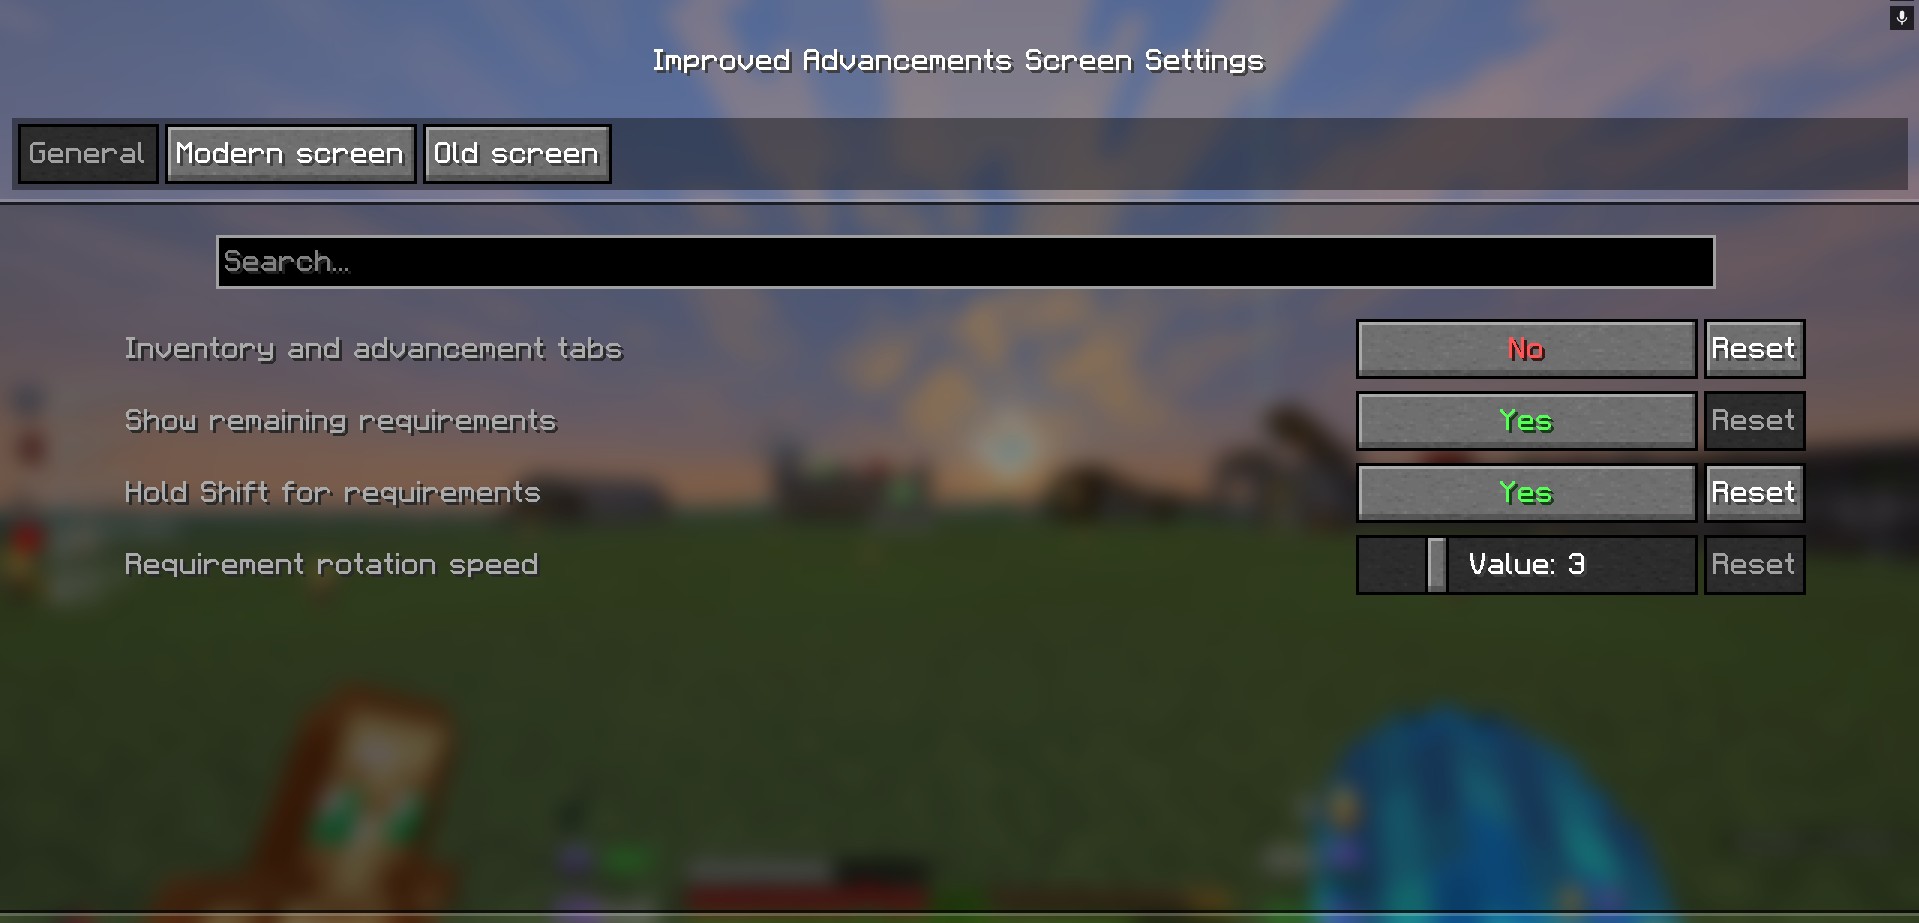 Improved Advancements Screen Settings
General Modern screen Old screen
Search...
Inventory and advancement tabs No Reset
Show remaining requirements Yes Reset
Hold Shift for requirements Yes Reset
Requirement rotation speed Value: 3 Reset